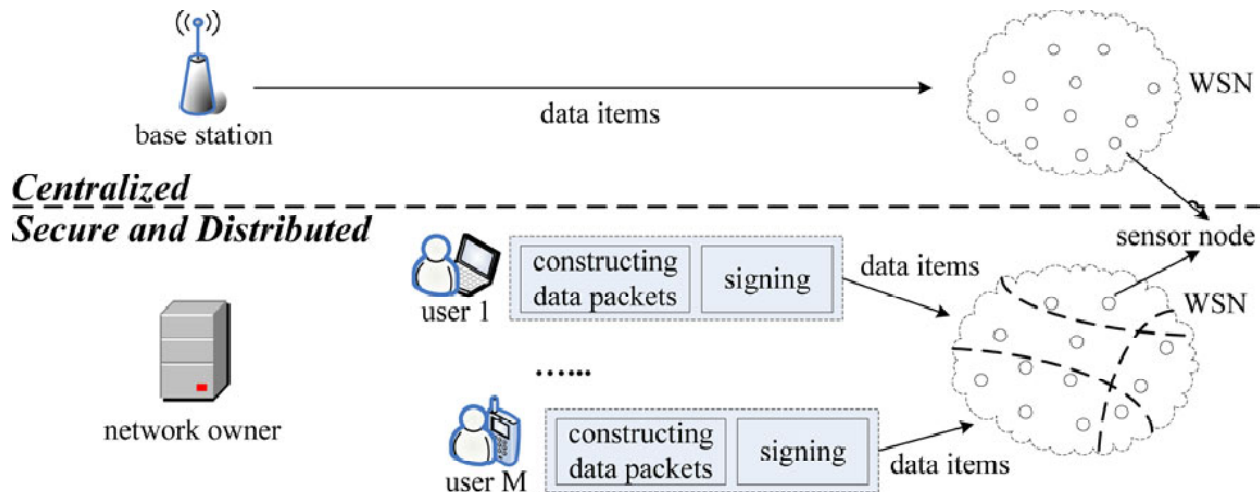 WSN
data items
base station
Centralized
Secure and Distributed
sensor node
constructing
data packets
signing
data items
user 1
WSN
…...
network owner
constructing
data packets
signing
data items
user M